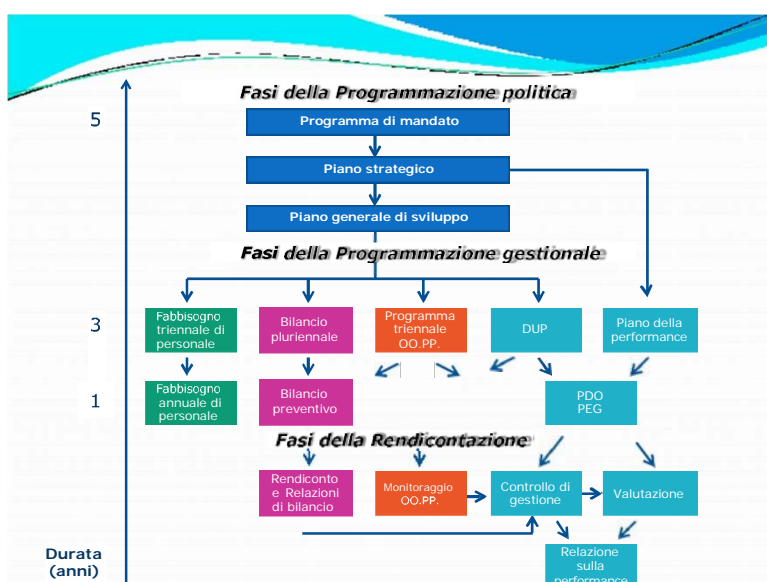 Fasi della Programmazione politica
5
Programma di mandato
Piano strategico
Piano generale di sviluppo
Fasi della Programmazione gestionale
3
Fabbisogno
triennale di
personale
Bilancio
pluriennale
Programma
triennale
OO.PP.
DUP
Piano della
performance
1
Fabbisogno
annuale di
personale
Bilancio
preventivo
PDO
PEG
Fasi della Rendicontazione
Rendiconto
e Relazioni
di bilancio
Monitoraggio
OO.PP.
Controllo di
gestione
Valutazione
Durata
(anni)
Relazione
sulla
performance